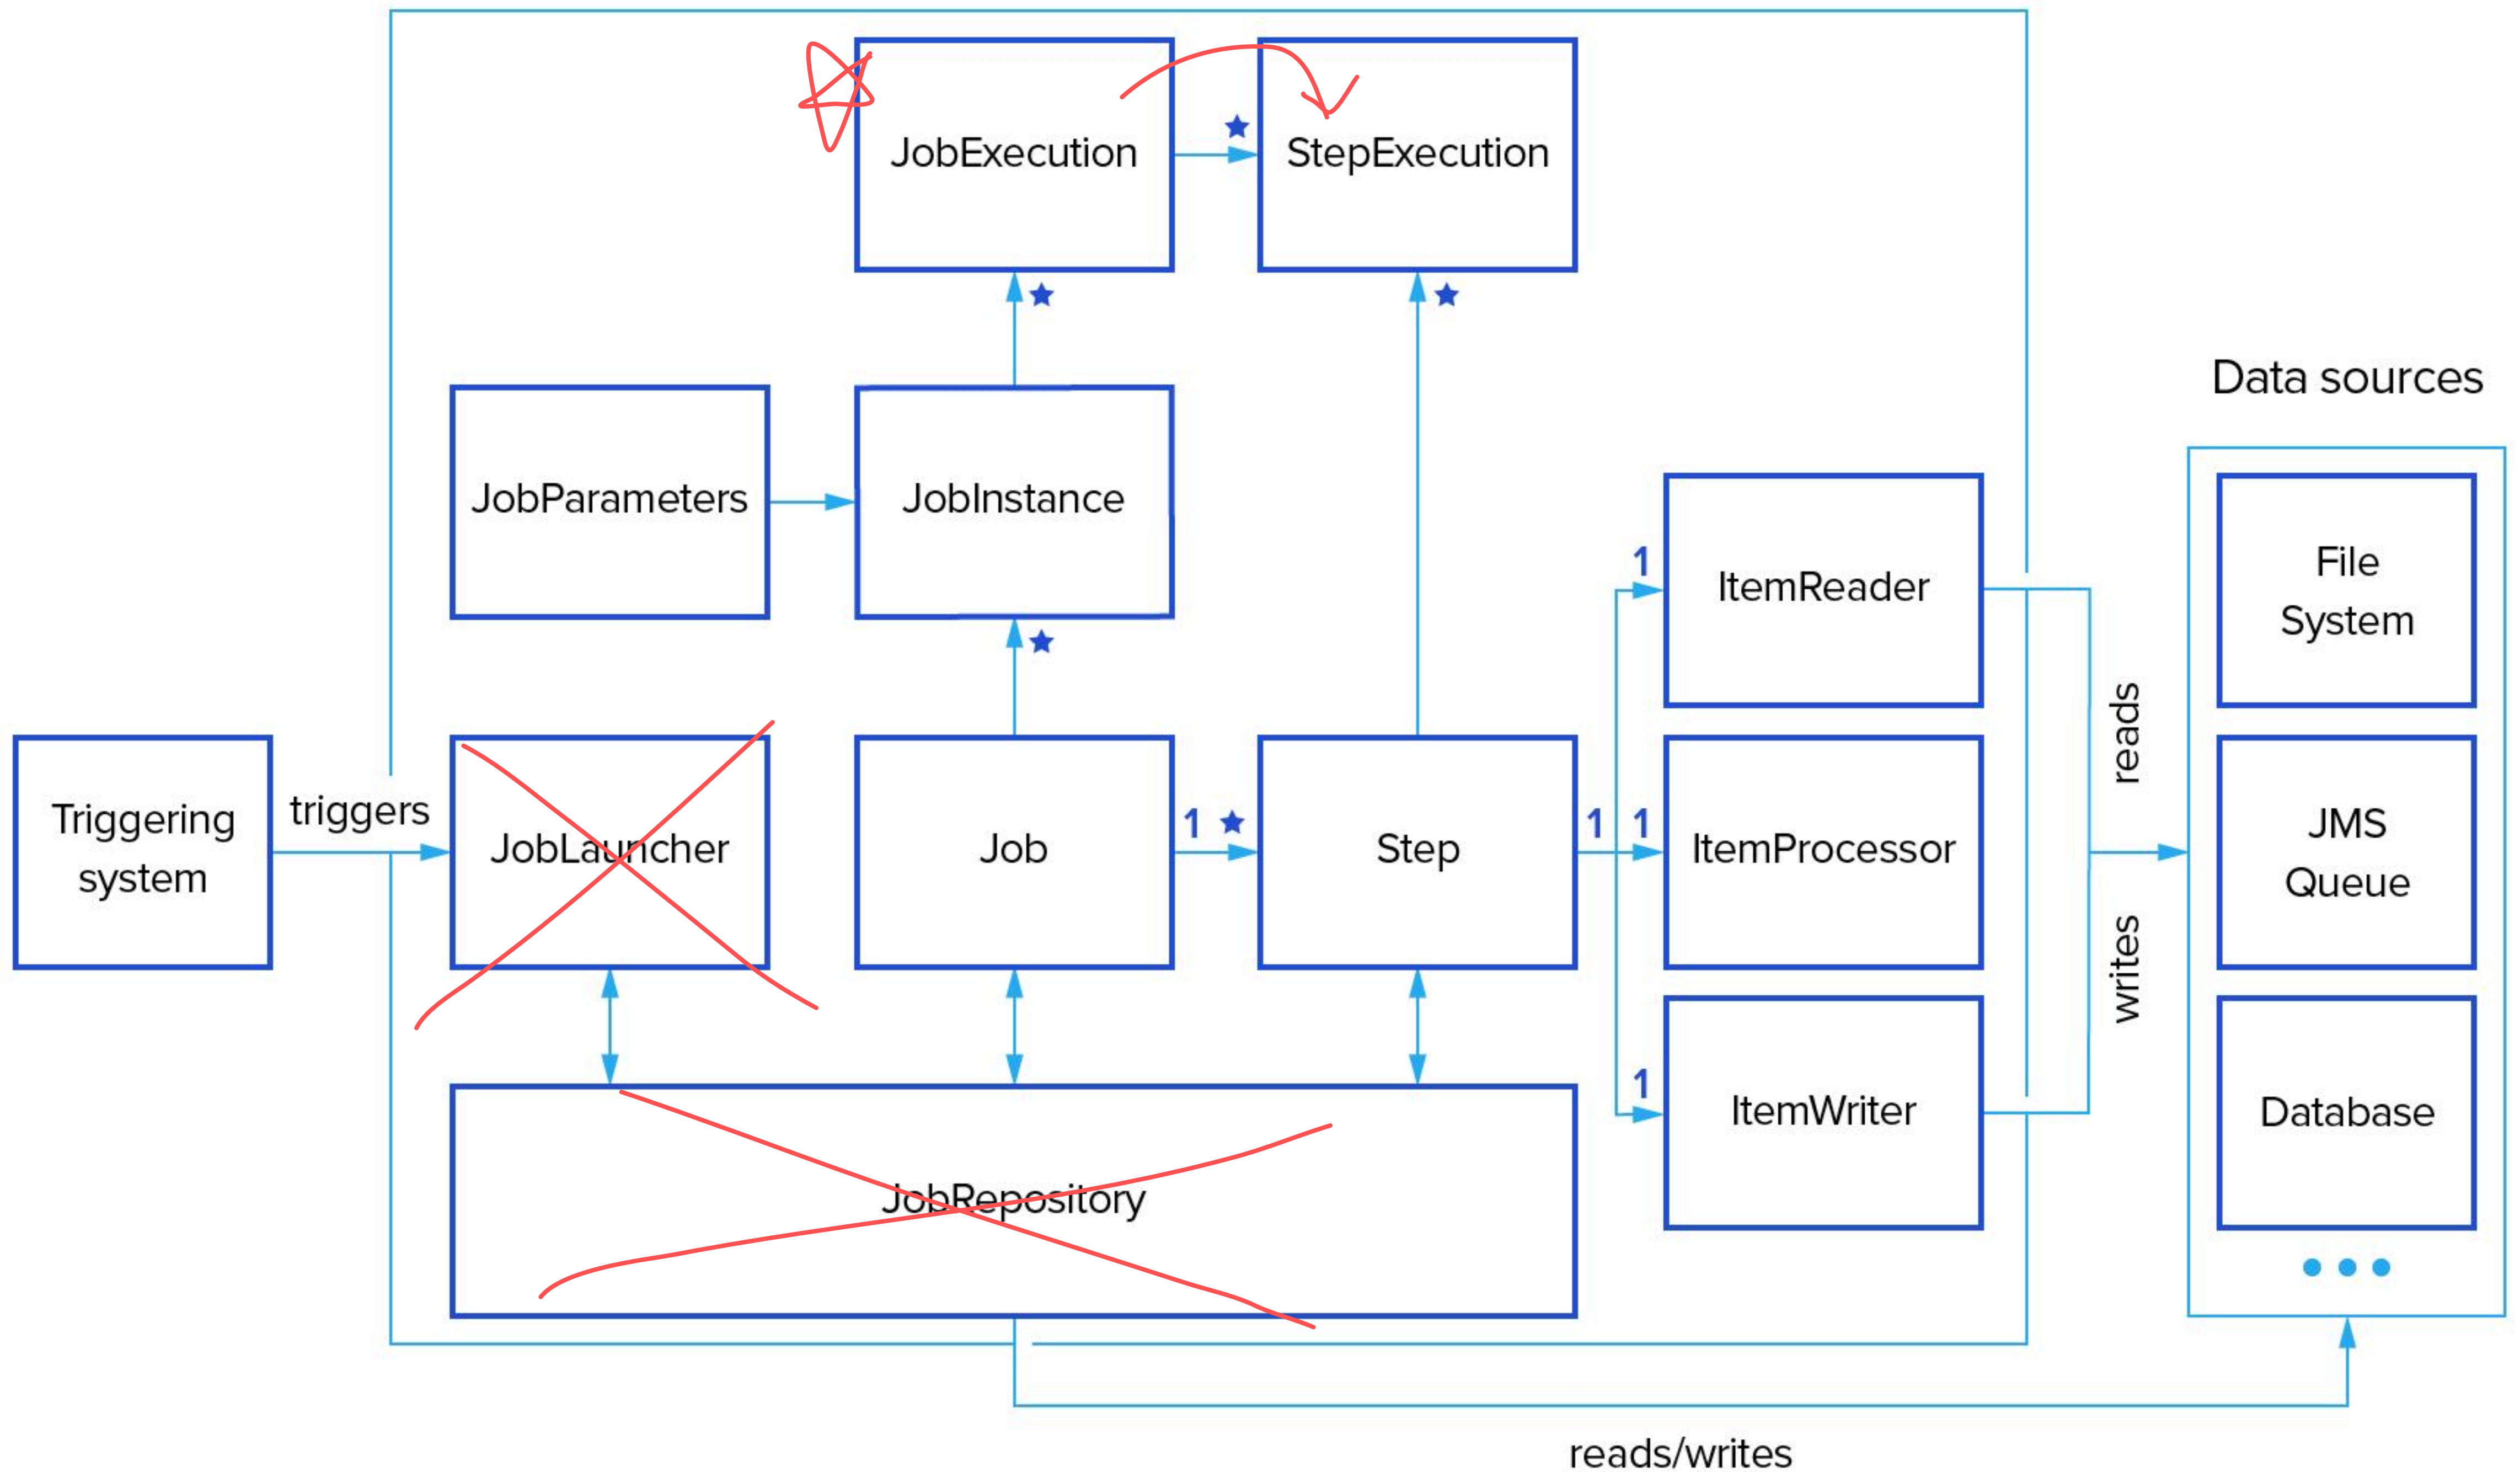 JobExecution
StepExecution
JobParameters
JobInstance
Data sources
Triggering
system
triggers
JobLauncher
Job
1
Step
1
1
ItemReader
1
ItemProcessor
1
ItemWriter
reads
writes
File
System
JMS
Queue
Database
JobRepository
reads/writes